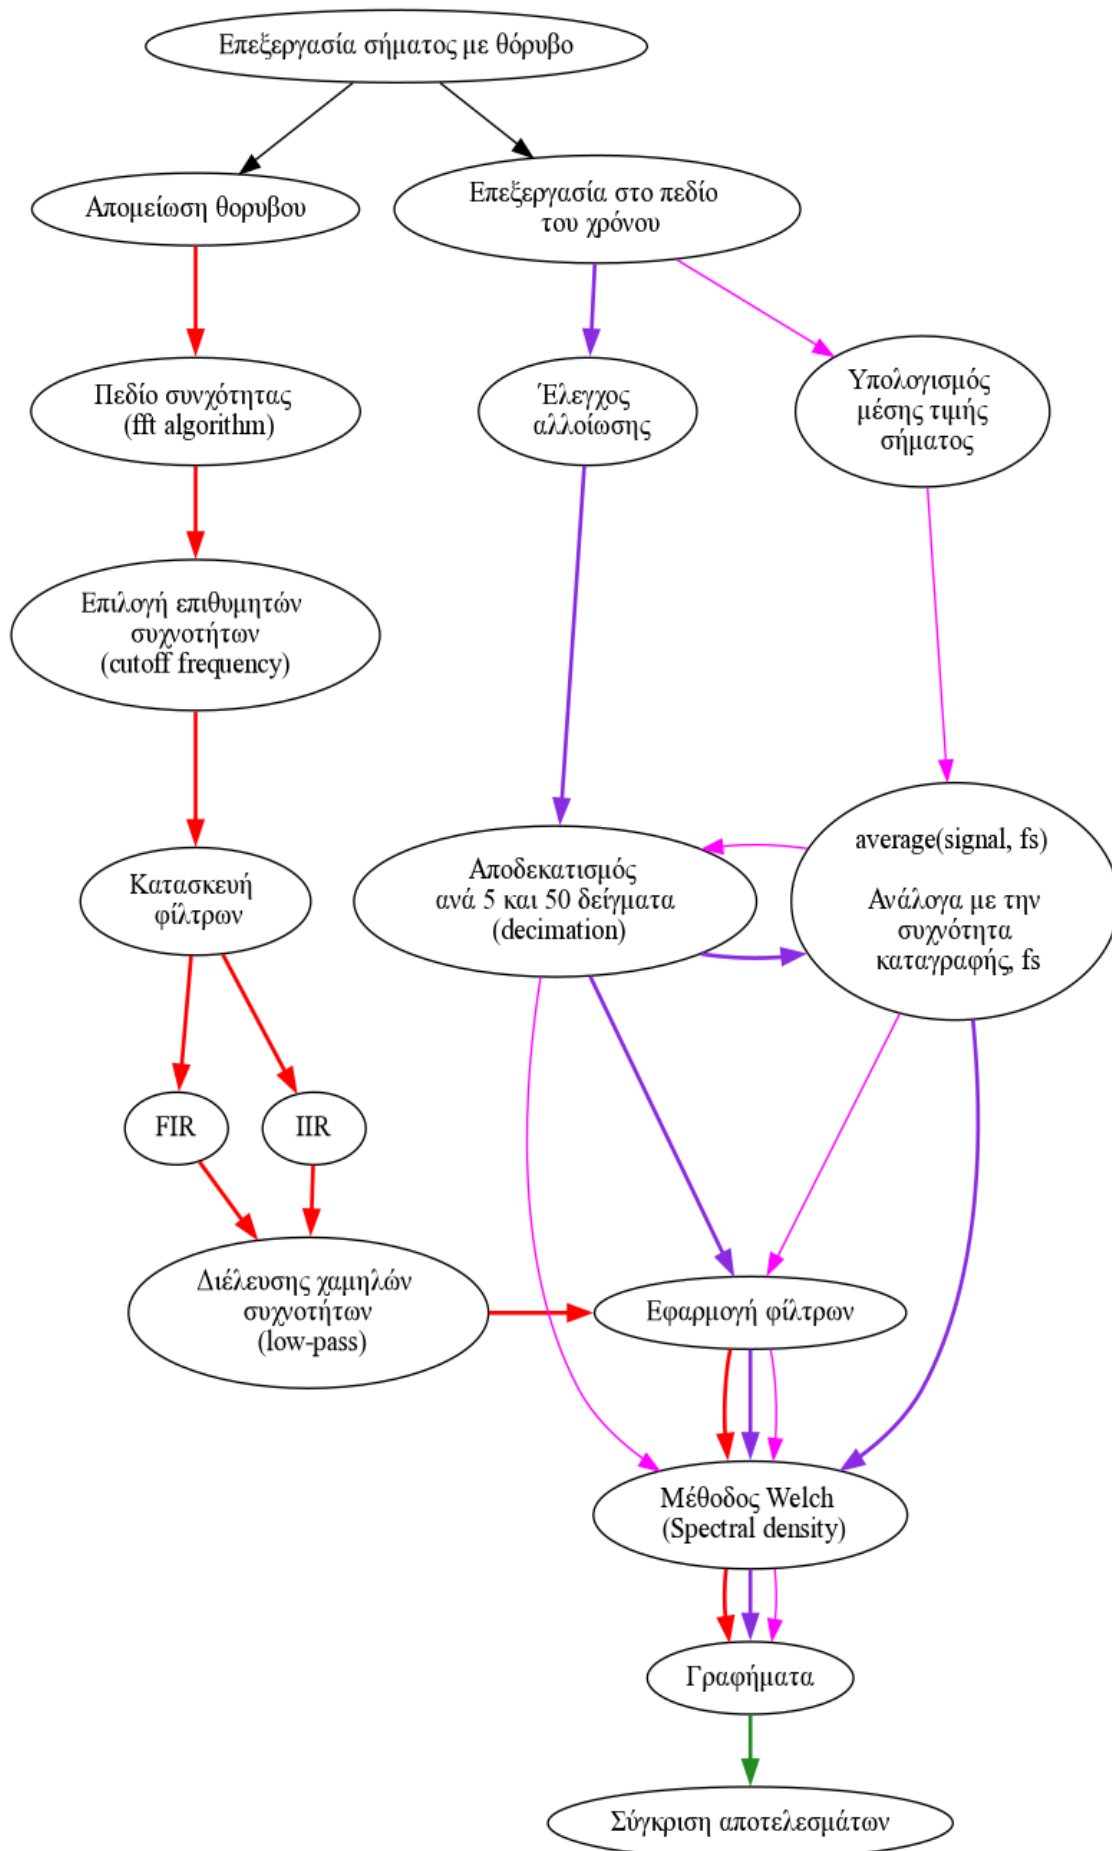 Επεξεργασία σήματος με θόρυβο
Απομείωση θορυβου
Επεξεργασία στο πεδίο
του χρόνου
Πεδίο συνχότητας
(fft algorithm)
Έλεγχος
αλλοίωσης
Υπολογισμός
μέσης τιμής
σήματος
Επιλογή επιθυμητών
συχνοτήτων
(cutoff frequency)
Κατασκευή
φίλτρων
Αποδεκατισμός
ανά 5 και 50 δείγματα
(decimation)
average(signal, fs)
Ανάλογα με την
συχνότητα
καταγραφής, fs
FIR
IIR
Διέλευσης χαμηλών
συχνοτήτων
(low-pass)
Εφαρμογή φίλτρων
Μέθοδος Welch
(Spectral density)
Γραφήματα
Σύγκριση αποτελεσμάτων